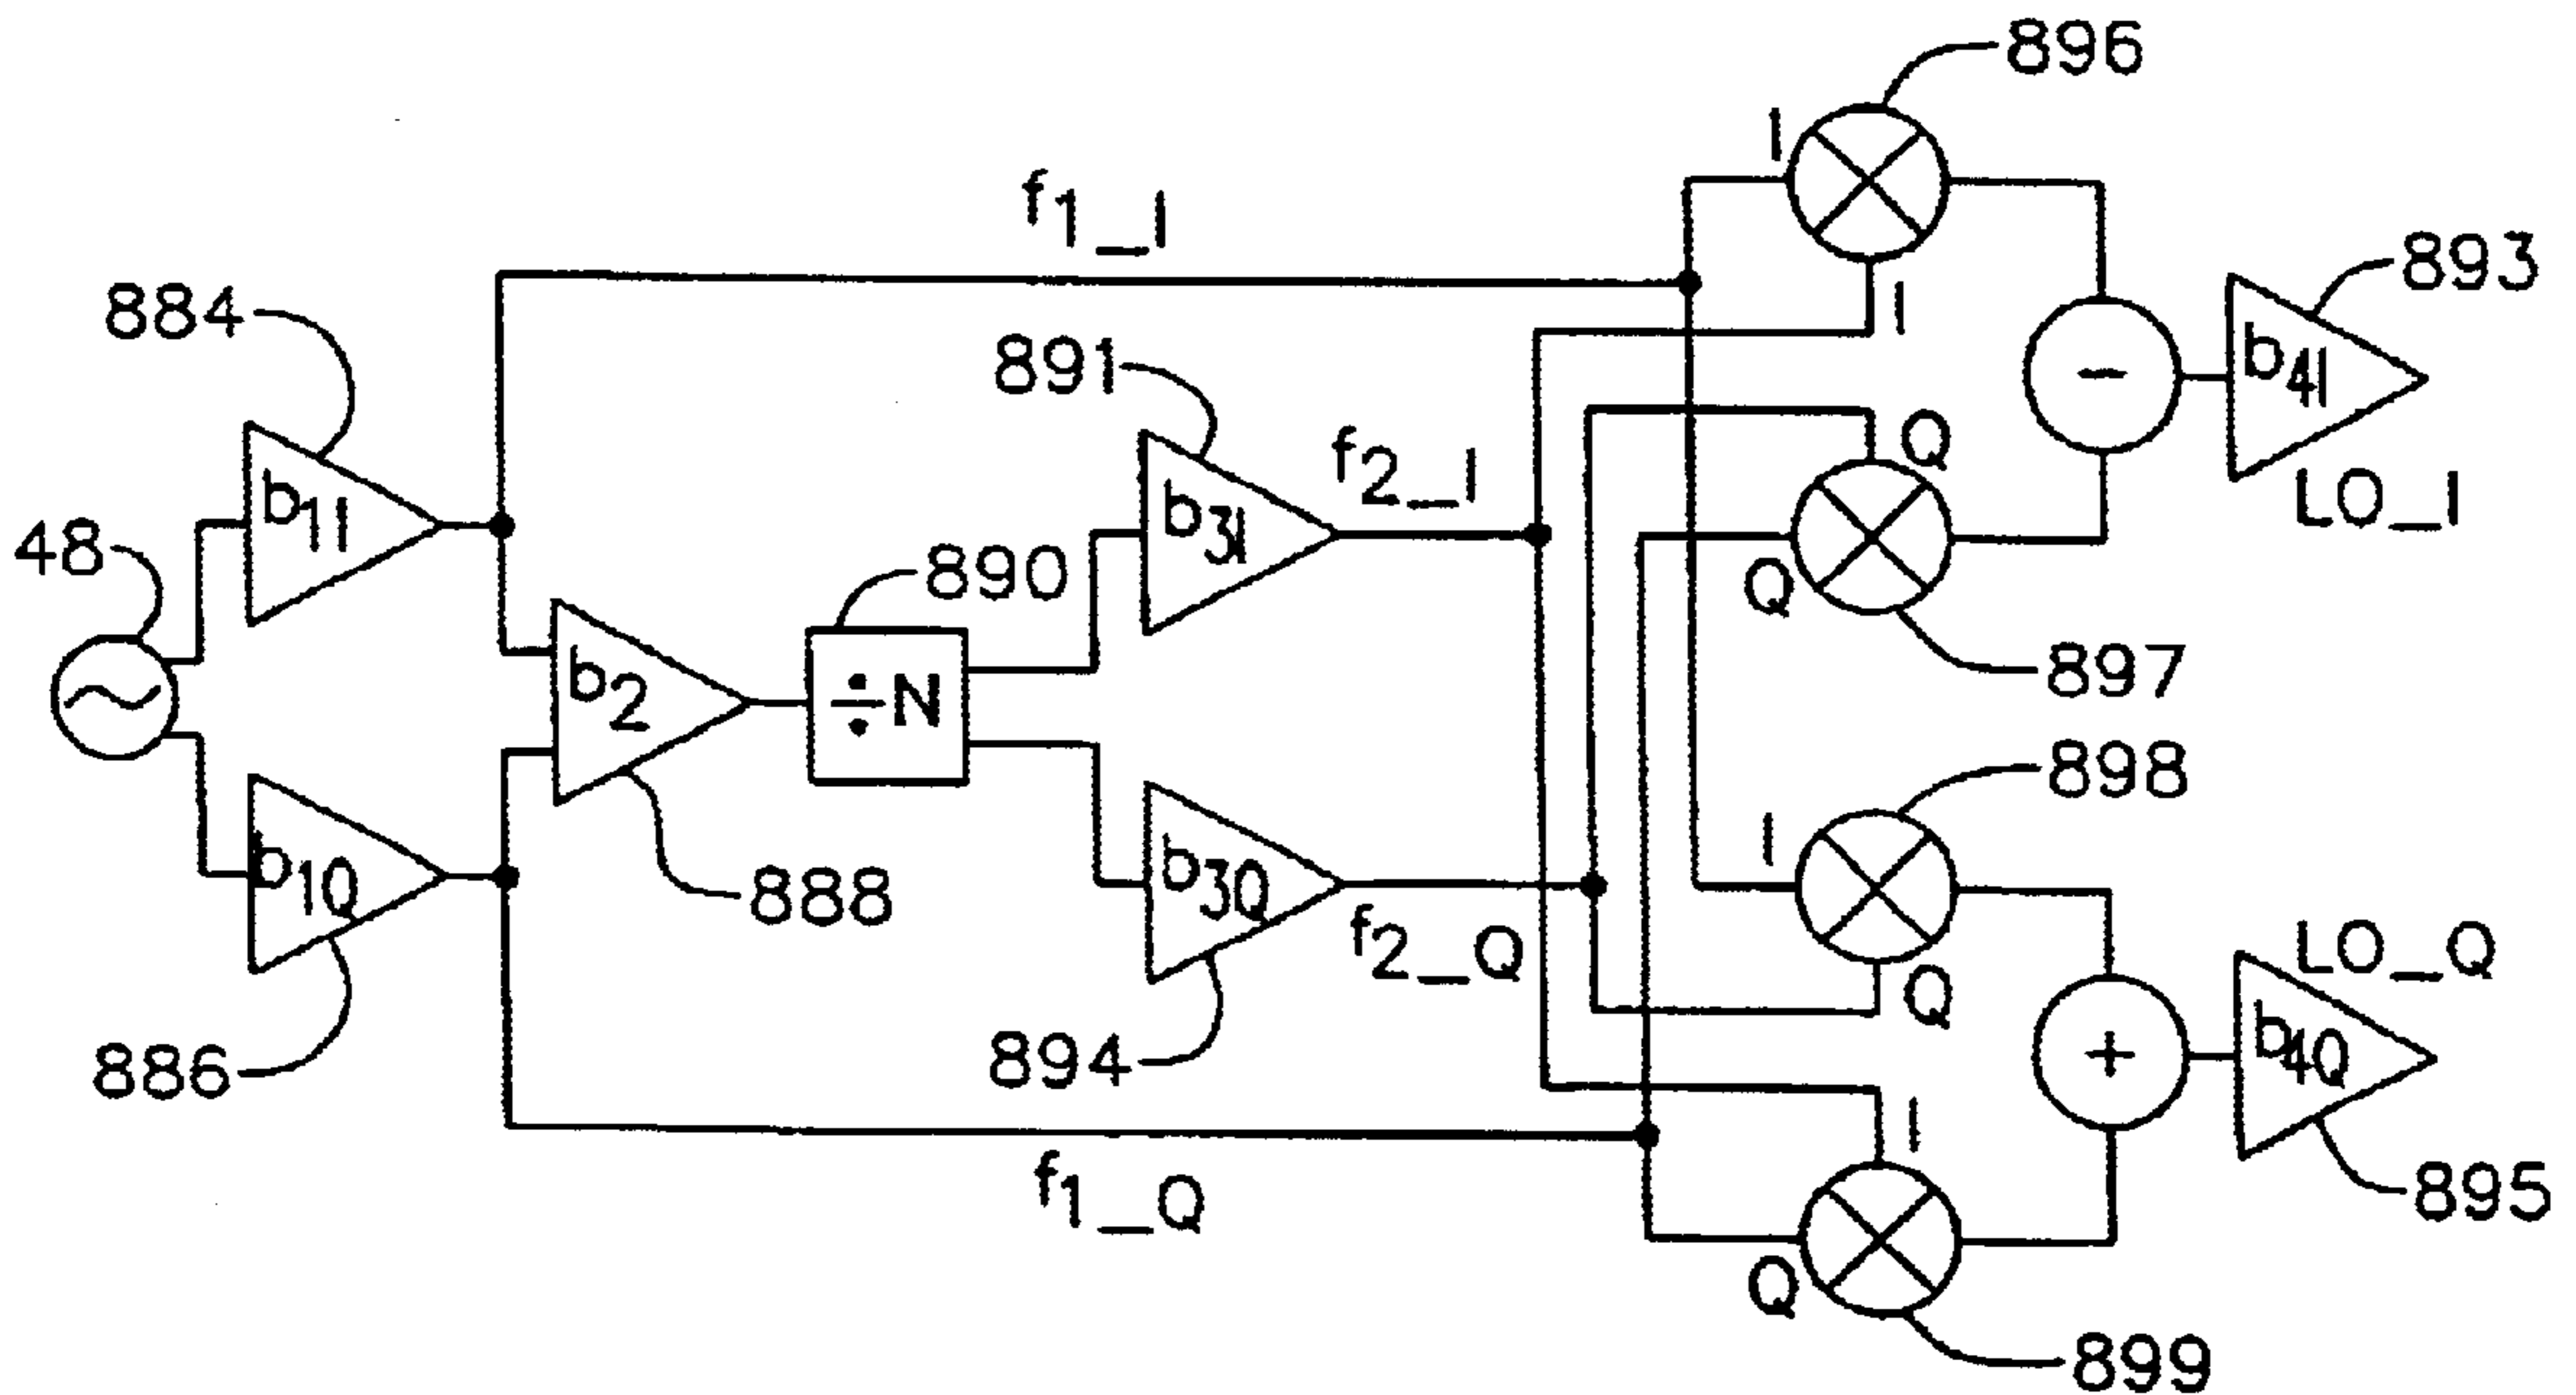 896
I
f1_I
893
884
I
891
b4I
f2_I
Q
LO_I
b1I
b3I
48
890
Q
897
b2
÷N
−
898
I
b1Q
888
b3Q
f2_Q
Q
LO_Q
b4Q
886
894
+
I
f1_Q
895
Q
899